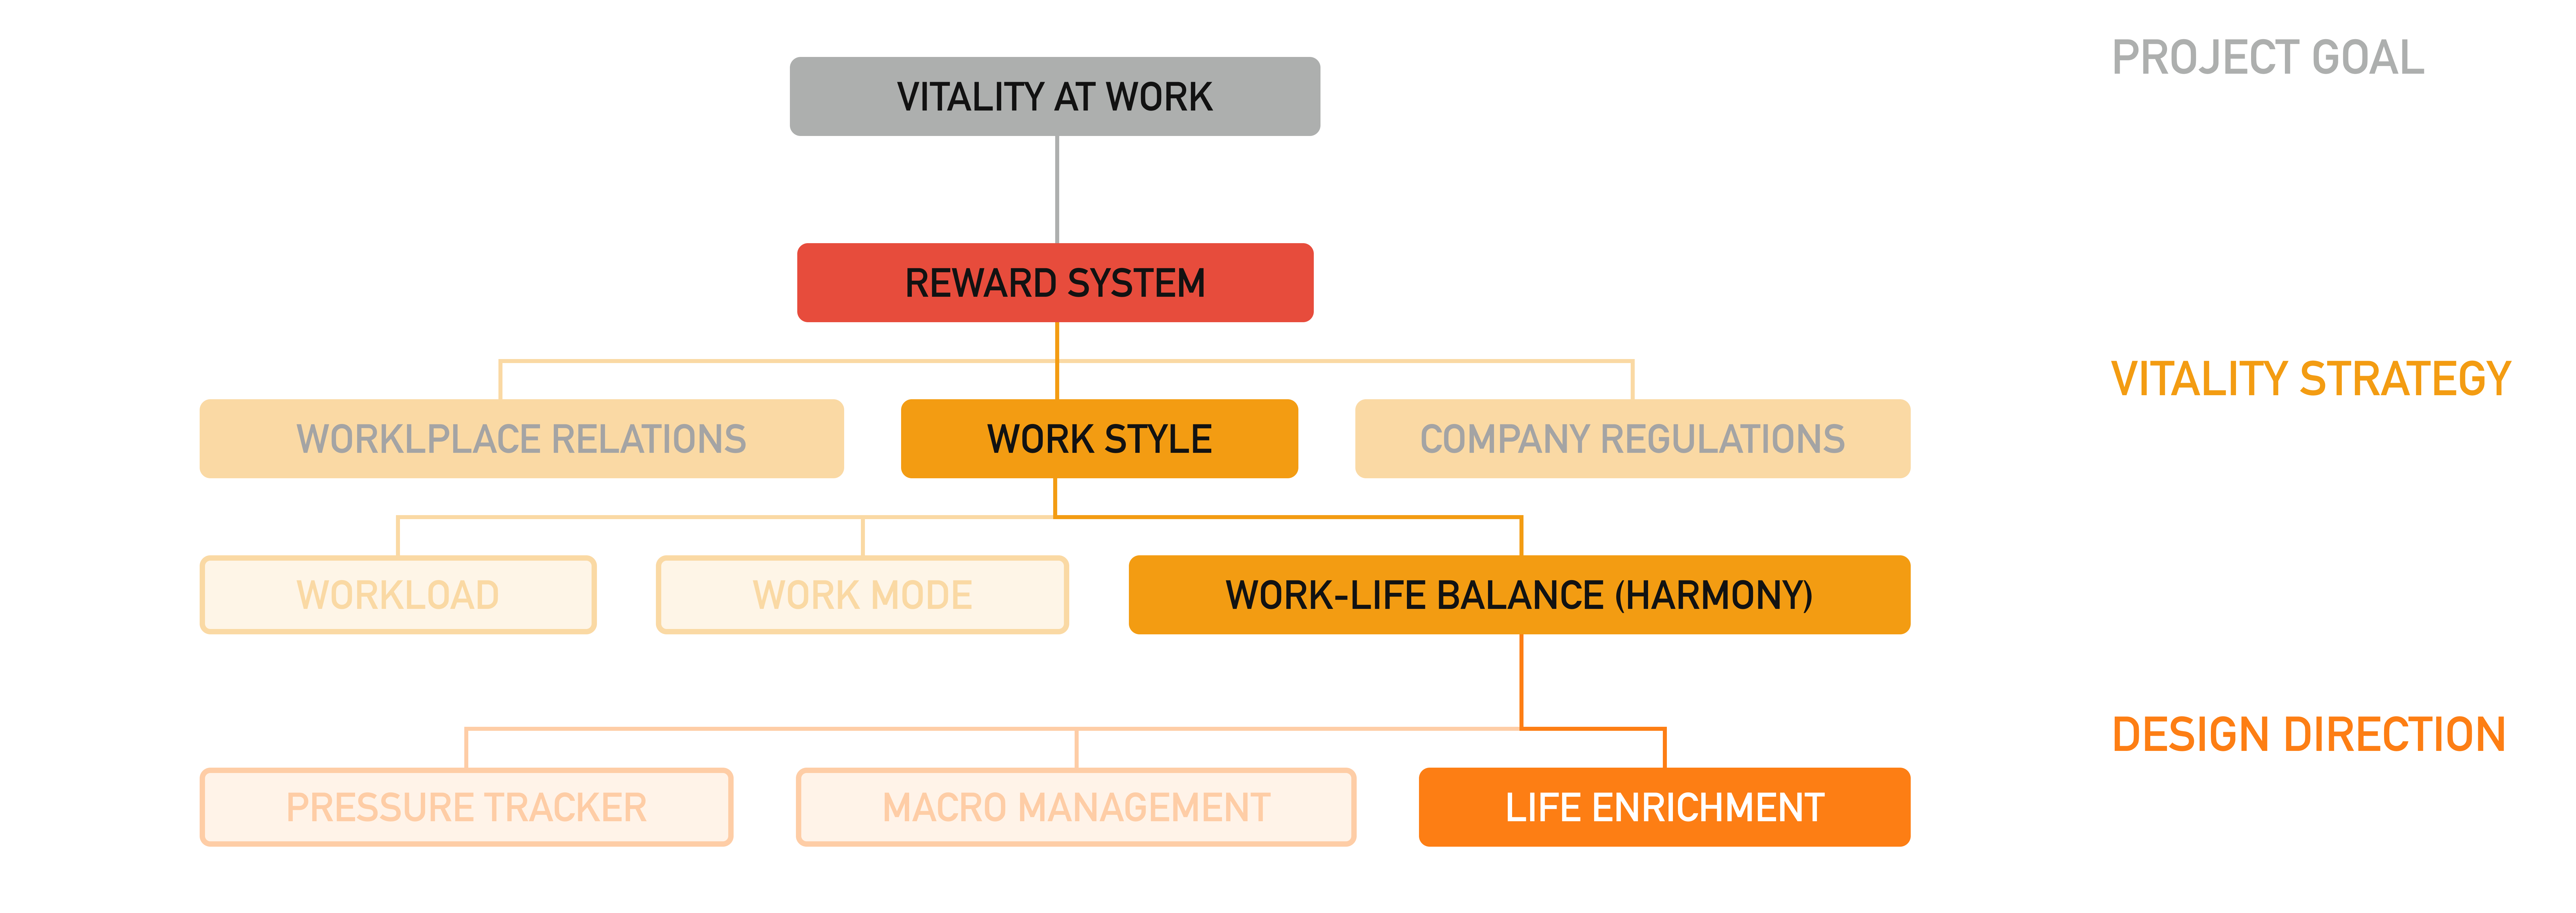 PROJECT GOAL
VITALITY AT WORK
REWARD SYSTEM
VITALITY STRATEGY
WORKLPLACE RELATIONS
WORK STYLE
COMPANY REGULATIONS
WORKLOAD
WORK MODE
WORK-LIFE BALANCE (HARMONY)
DESIGN DIRECTION
PRESSURE TRACKER
MACRO MANAGEMENT
LIFE ENRICHMENT